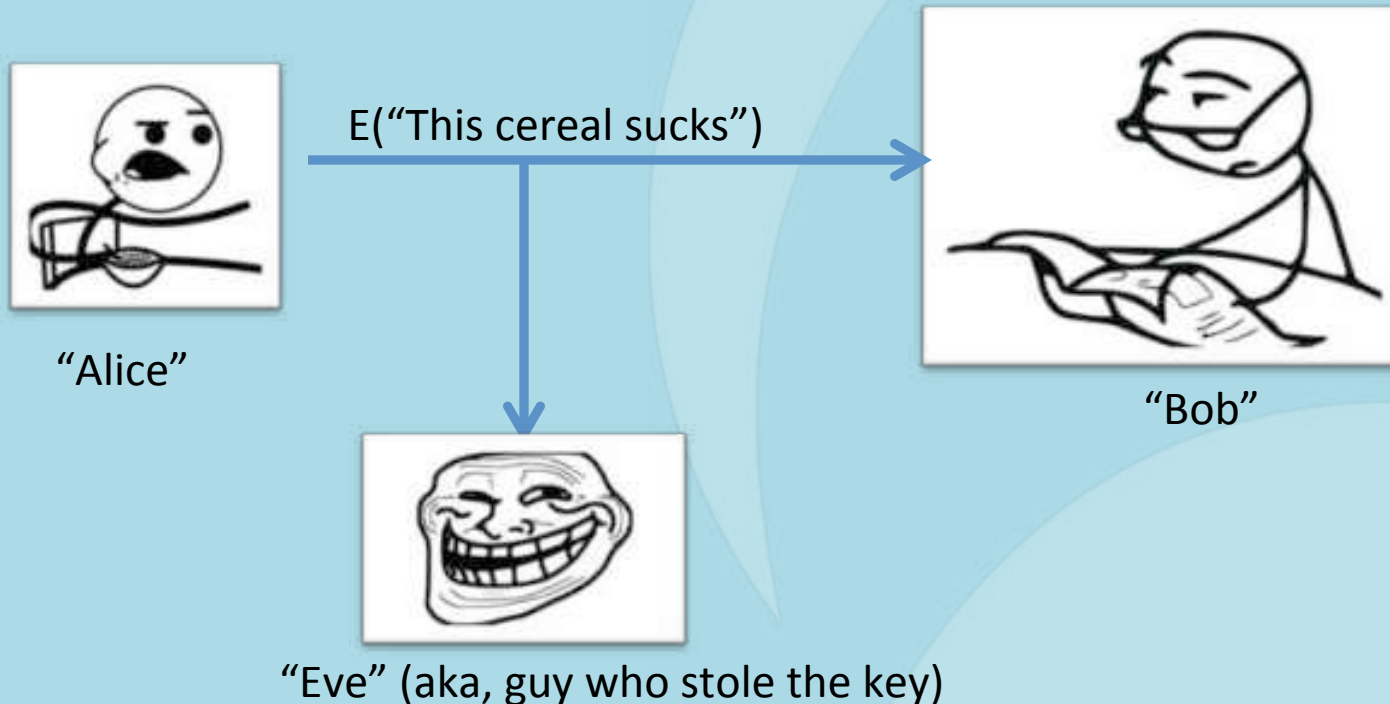 E(“This cereal sucks”)
“Alice”
“Bob”
“Eve” (aka, guy who stole the key)